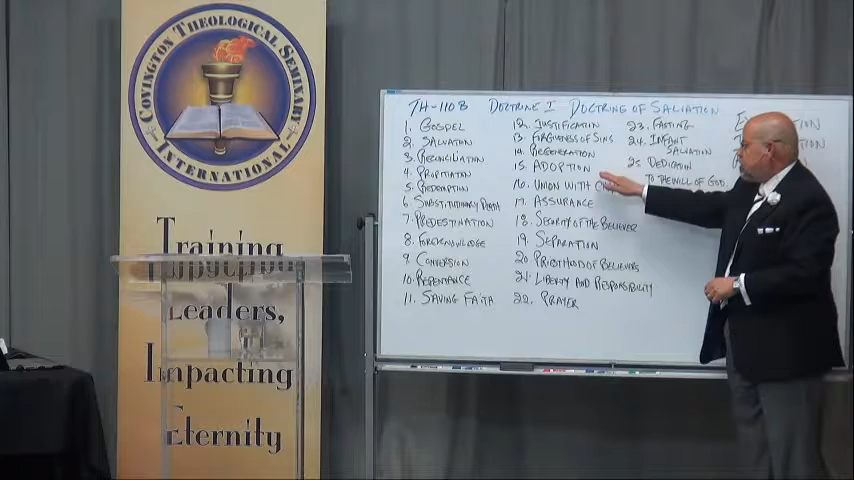 COVINGTON THEOLOGICAL SEMINARY
INTERNATIONAL
Training
Leaders,
Impacting
Eternity
TH-1108 DOCTRINE I DOCTRINE OF SALVATION
1. GOSPEL
2. SALVATION
3. RECONCILIATION
4. PROPITIATION
5. REDEMPTION
6. SUBSTITUTIONARY DEATH
7. PREDESTINATION
8. FOREKNOWLEDGE
9. CONVERSION
10. REPENTANCE
11. SAVING FAITH
12. JUSTIFICATION
13. FORGIVENESS OF SINS
14. REGENERATION
15. ADOPTION
16. UNION WITH
17. ASSURANCE
18. SECURITY OF THE BELIEVER
19. SEPARATION
20. PRIESTHOOD OF BELIEVERS
21. LIBERTY AND RESPONSIBILITY
22. PRAYER
23. FASTING
24. INFANT
SALVATION
25. DEDICATION
TO THE WILL OF GOD.